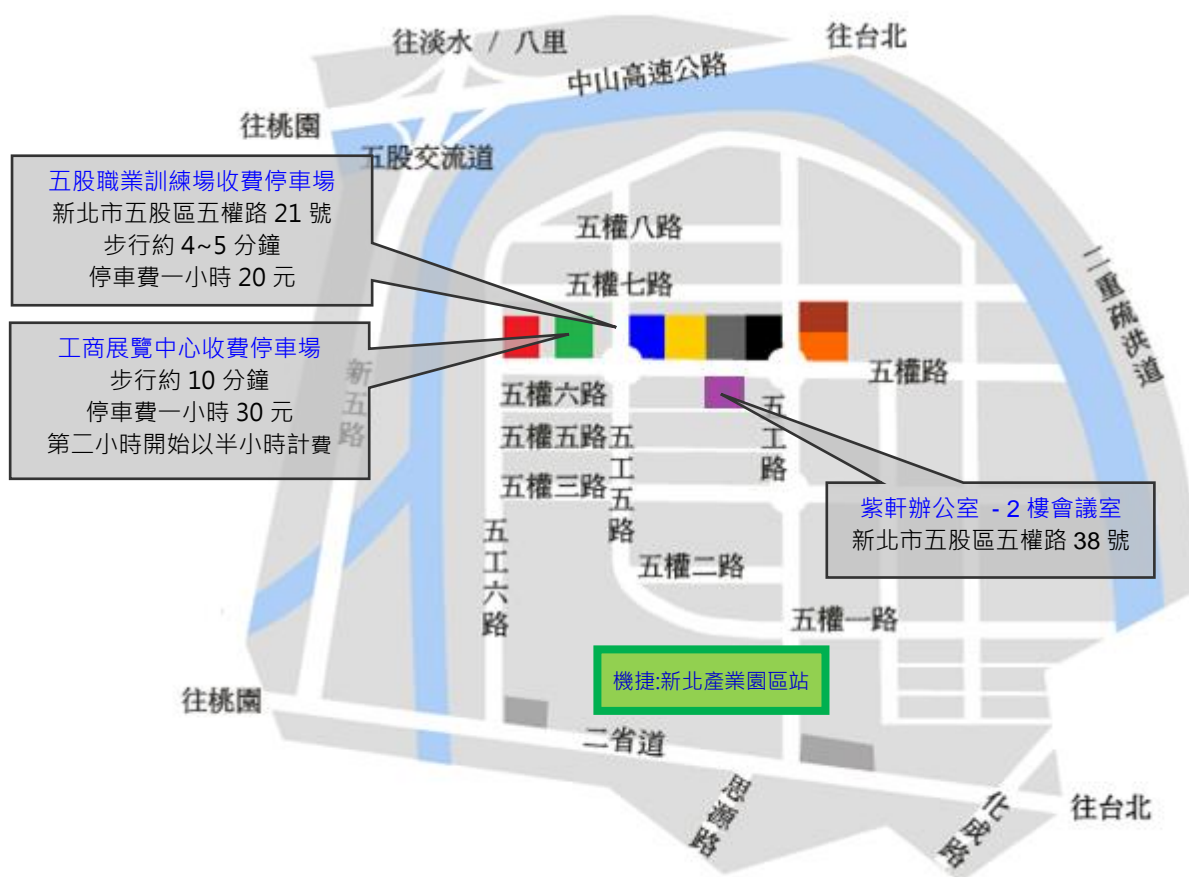 往淡水 / 八里
往台北
中山高速公路
往桃園
五股交流道
五股職業訓練場收費停車場
新北市五股區五權路 21 號
步行約 4~5 分鐘
停車費一小時 20 元
五權八路
五權七路
二重疏洪道
工商展覽中心收費停車場
步行約 10 分鐘
停車費一小時 30 元
第二小時開始以半小時計費
新五路
五權路
五權六路
五工路
五權五路
五工五路
五權三路
紫軒辦公室 - 2 樓會議室
新北市五股區五權路 38 號
五工六路
五權二路
五權一路
機捷:新北產業園區站
往桃園
二省道
思源路
化成路
往台北